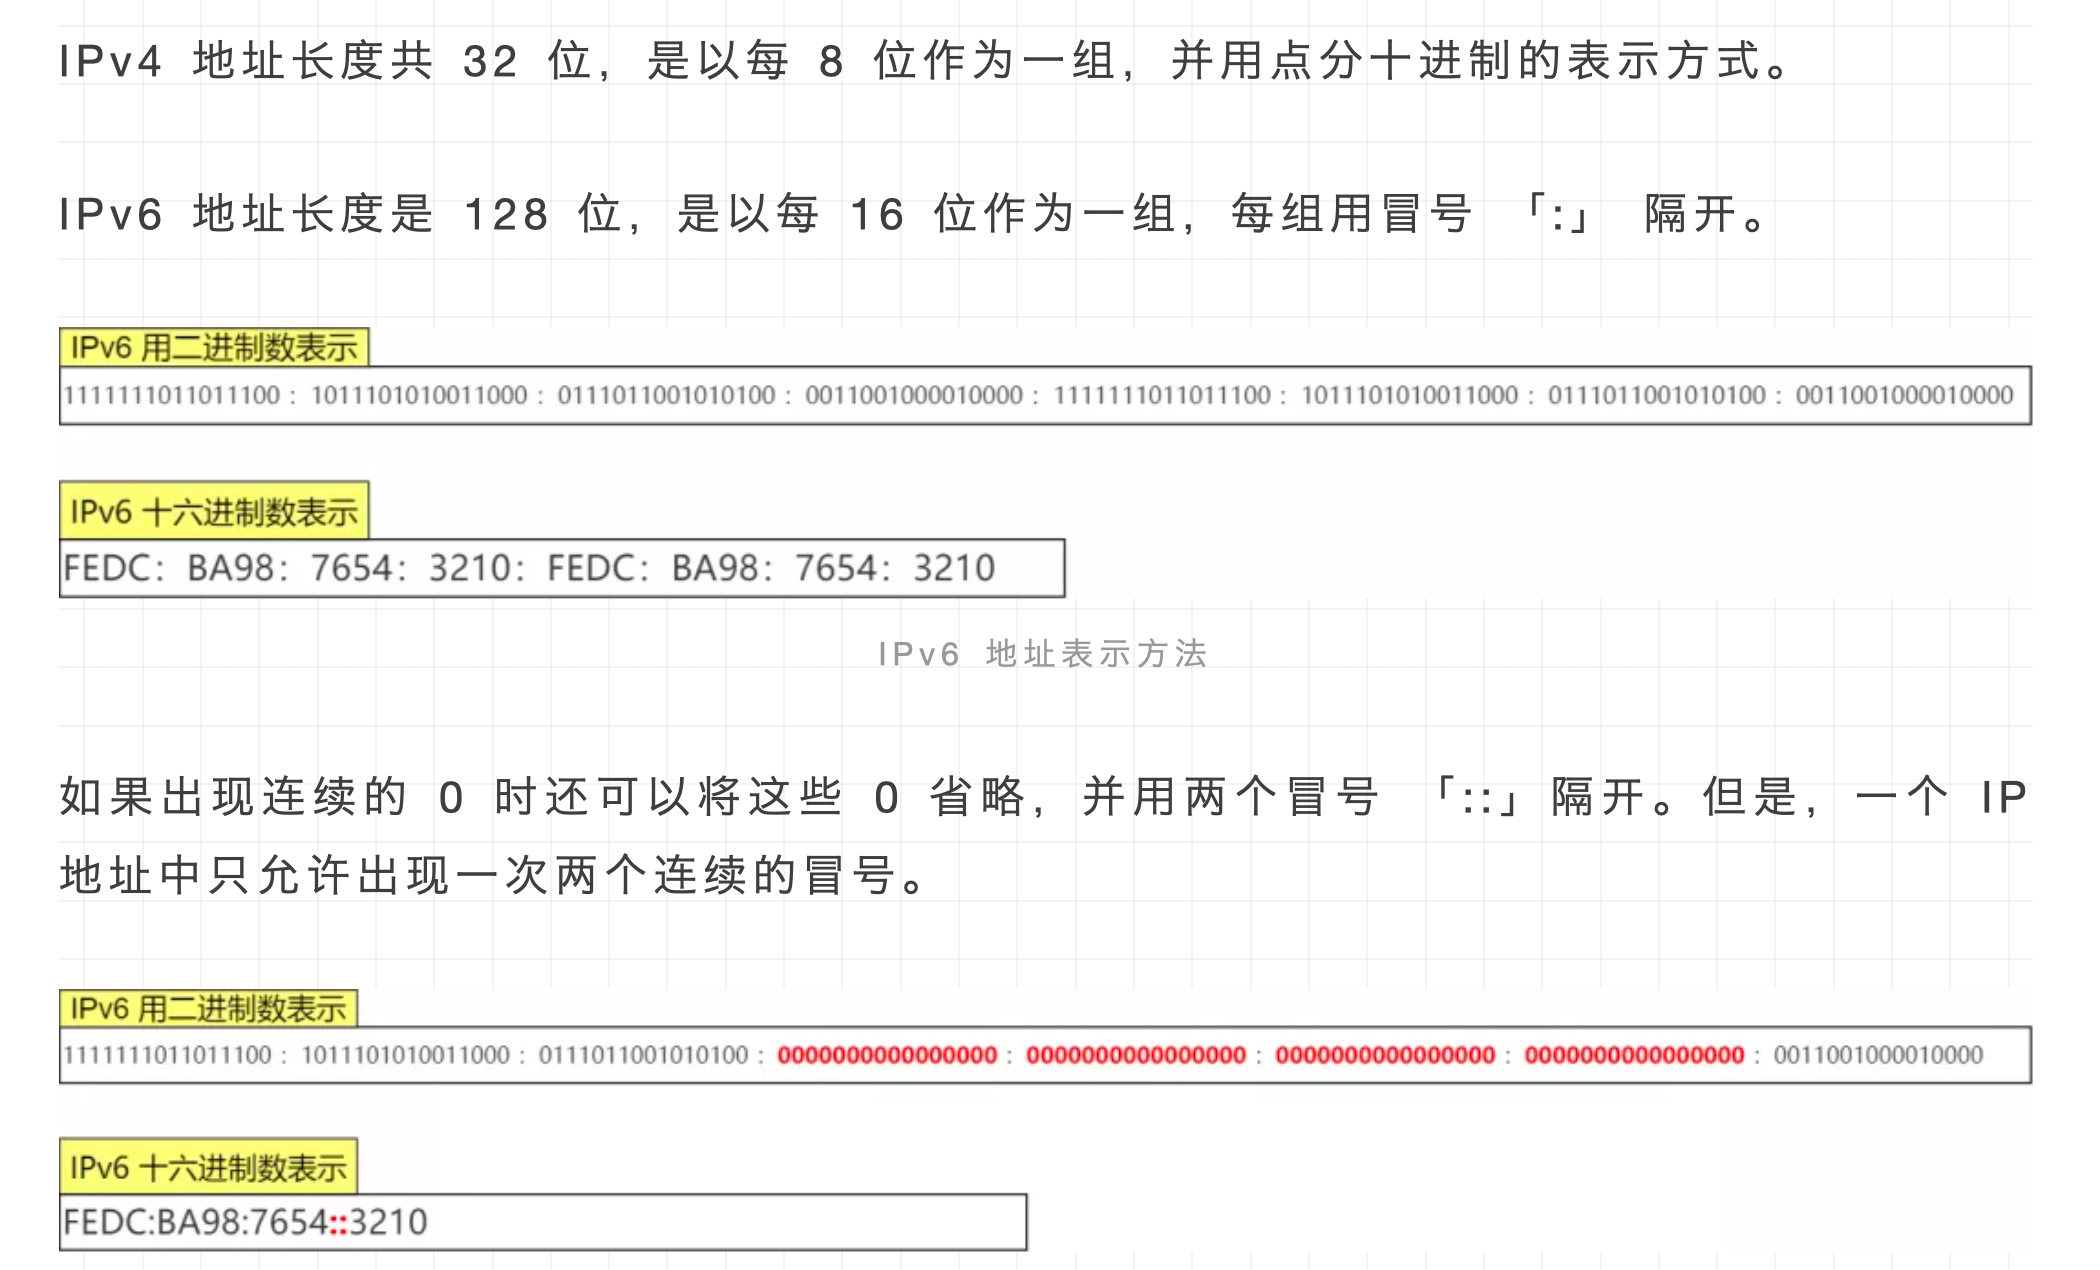 IPv4 地址长度共 32 位，是以每 8 位作为一组，并用点分十进制的表示方式。
IPv6 地址长度是 128 位，是以每 16 位作为一组，每组用冒号 「:」 隔开。
IPv6 用二进制数表示
1111111011011100 : 1011101010011000 : 0111011001010100 : 0011001000010000 : 1111111011011100 : 1011101010011000 : 0111011001010100 : 0011001000010000
IPv6 十六进制数表示
FEDC：BA98：7654：3210：FEDC：BA98：7654：3210
IPv6 地址表示方法
如果出现连续的 0 时还可以将这些 0 省略，并用两个冒号 「::」隔开。但是，一个 IP
地址中只允许出现一次两个连续的冒号。
IPv6 用二进制数表示
1111111011011100 : 1011101010011000 : 0111011001010100 : 0000000000000000 : 0000000000000000 : 0000000000000000 : 0000000000000000 : 0011001000010000
IPv6 十六进制数表示
FEDC:BA98:7654::3210